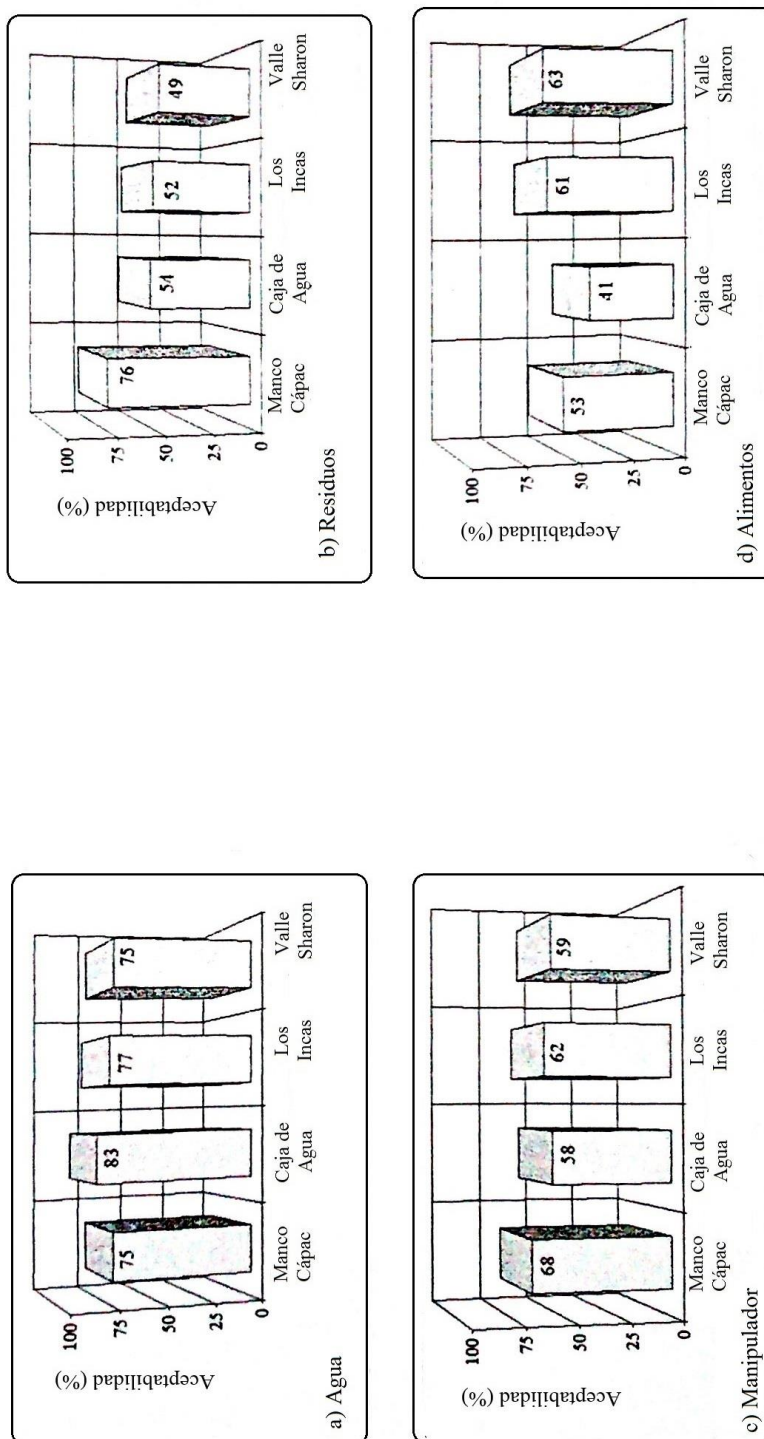 a) Agua
Aceptabilidad (%)
100
75
50
25
0
75
83
77
75
Manco
Cápac
Caja de
Agua
Los
Incas
Valle
Sharon
b) Residuos
Aceptabilidad (%)
100
75
50
25
0
76
54
52
49
Manco
Cápac
Caja de
Agua
Los
Incas
Valle
Sharon
c) Manipulador
Aceptabilidad (%)
100
75
50
25
0
68
58
62
59
Manco
Cápac
Caja de
Agua
Los
Incas
Valle
Sharon
d) Alimentos
Aceptabilidad (%)
100
75
50
25
0
53
41
61
63
Manco
Cápac
Caja de
Agua
Los
Incas
Valle
Sharon